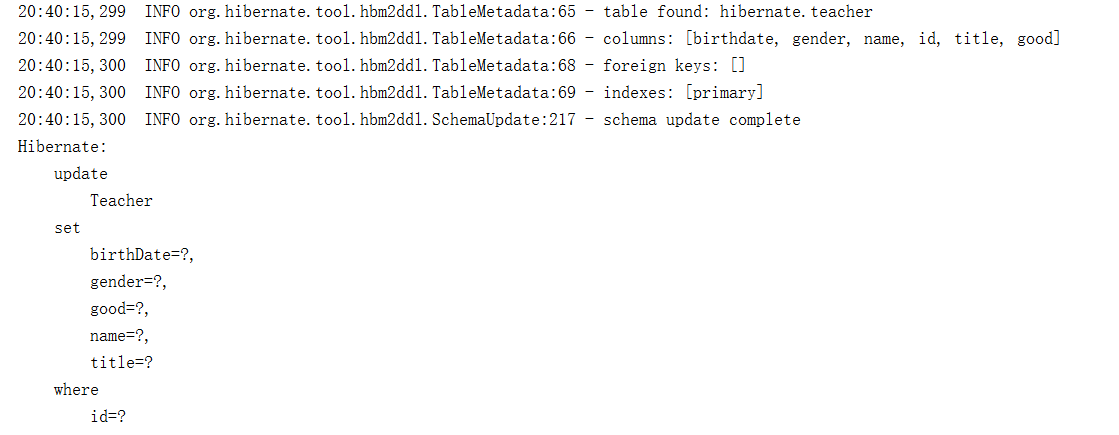 20:40:15,299  INFO org.hibernate.tool.hbm2ddl.TableMetadata:65 - table found: hibernate.teacher
20:40:15,299  INFO org.hibernate.tool.hbm2ddl.TableMetadata:66 - columns: [birthdate, gender, name, id, title, good]
20:40:15,300  INFO org.hibernate.tool.hbm2ddl.TableMetadata:68 - foreign keys: []
20:40:15,300  INFO org.hibernate.tool.hbm2ddl.TableMetadata:69 - indexes: [primary]
20:40:15,300  INFO org.hibernate.tool.hbm2ddl.SchemaUpdate:217 - schema update complete
Hibernate:
    update
        Teacher
    set
        birthDate=?,
        gender=?,
        good=?,
        name=?,
        title=?
    where
        id=?